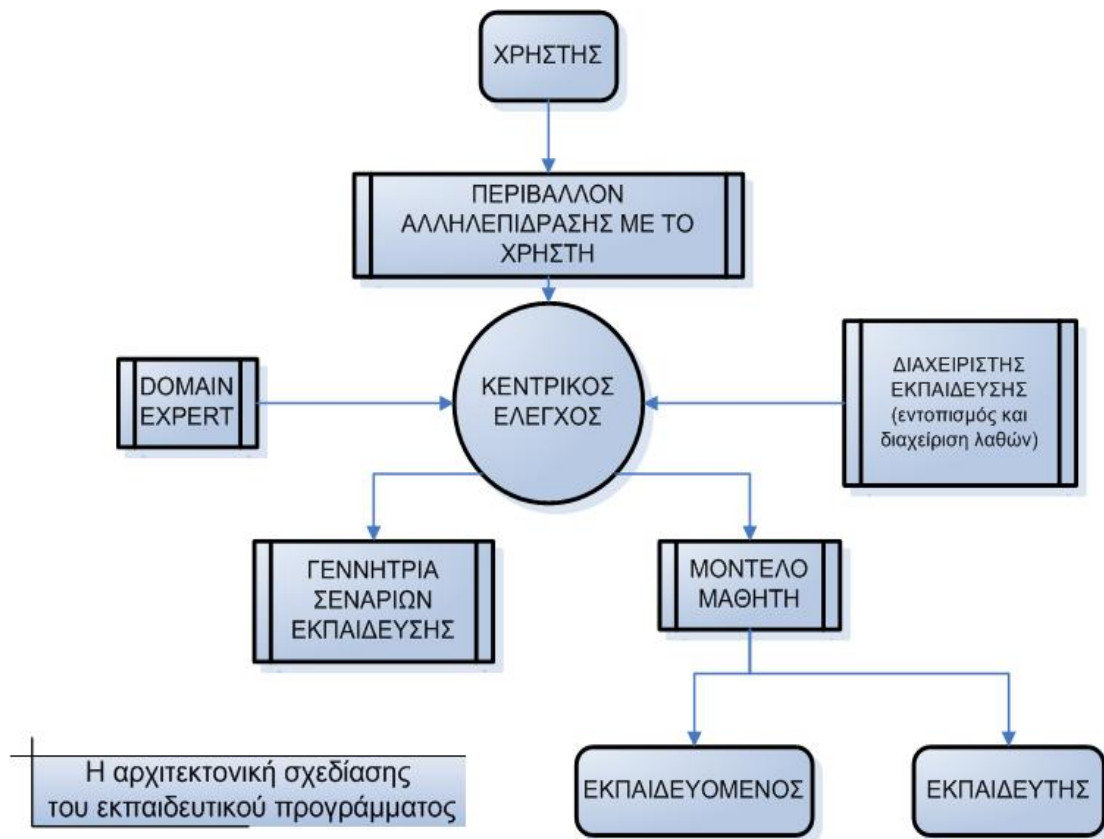 ΧΡΗΣΤΗΣ
ΠΕΡΙΒΑΛΛΟΝ
ΑΛΛΗΛΕΠΙΔΡΑΣΗΣ ΜΕ ΤΟ
ΧΡΗΣΤΗ
DOMAIN
EXPERT
ΚΕΝΤΡΙΚΟΣ
ΕΛΕΓΧΟΣ
ΔΙΑΧΕΙΡΙΣΤΗΣ
ΕΚΠΑΙΔΕΥΣΗΣ
(εντοπισμός και
διαχείριση λαθών)
ΓΕΝΝΗΤΡΙΑ
ΣΕΝΑΡΙΩΝ
ΕΚΠΑΙΔΕΥΣΗΣ
ΜΟΝΤΕΛΟ
ΜΑΘΗΤΗ
ΕΚΠΑΙΔΕΥΟΜΕΝΟΣ
ΕΚΠΑΙΔΕΥΤΗΣ
Η αρχιτεκτονική σχεδίασης
του εκπαιδευτικού προγράμματος